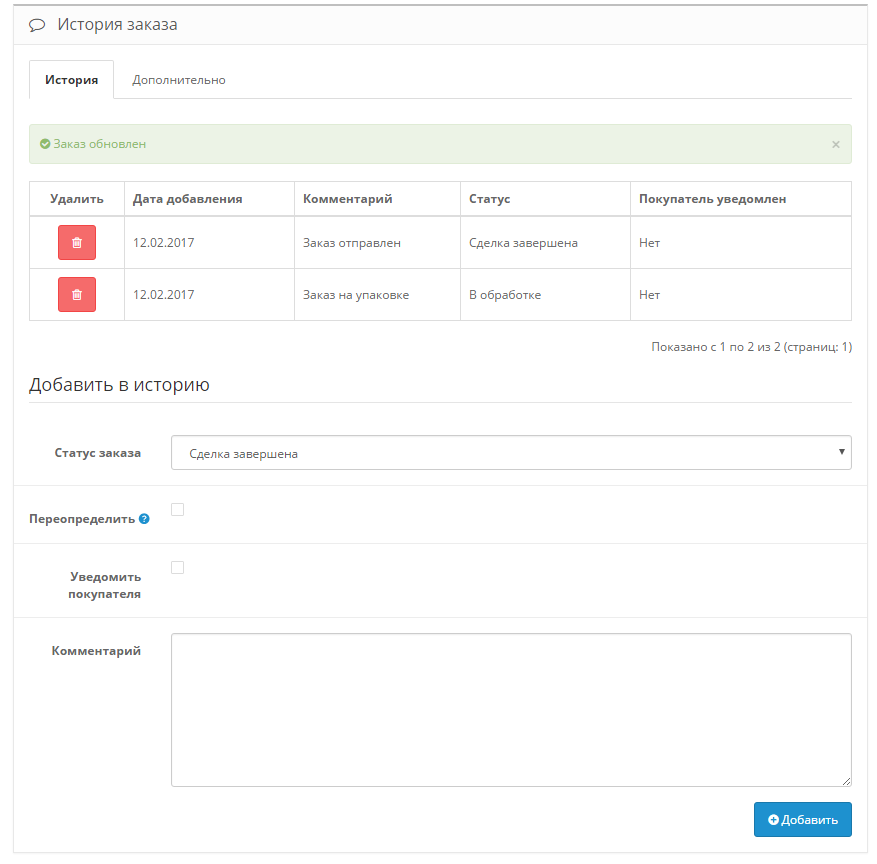 История заказа
История Дополнительно
Заказ обновлен ×
Удалить Дата добавления Комментарий Статус Покупатель уведомлен
12.02.2017 Заказ отправлен Сделка завершена Нет
12.02.2017 Заказ на упаковке В обработке Нет
Показано с 1 по 2 из 2 (страниц: 1)
Добавить в историю
Статус заказа Сделка завершена
Переопределить ?
Уведомить
покупателя
Комментарий
Добавить